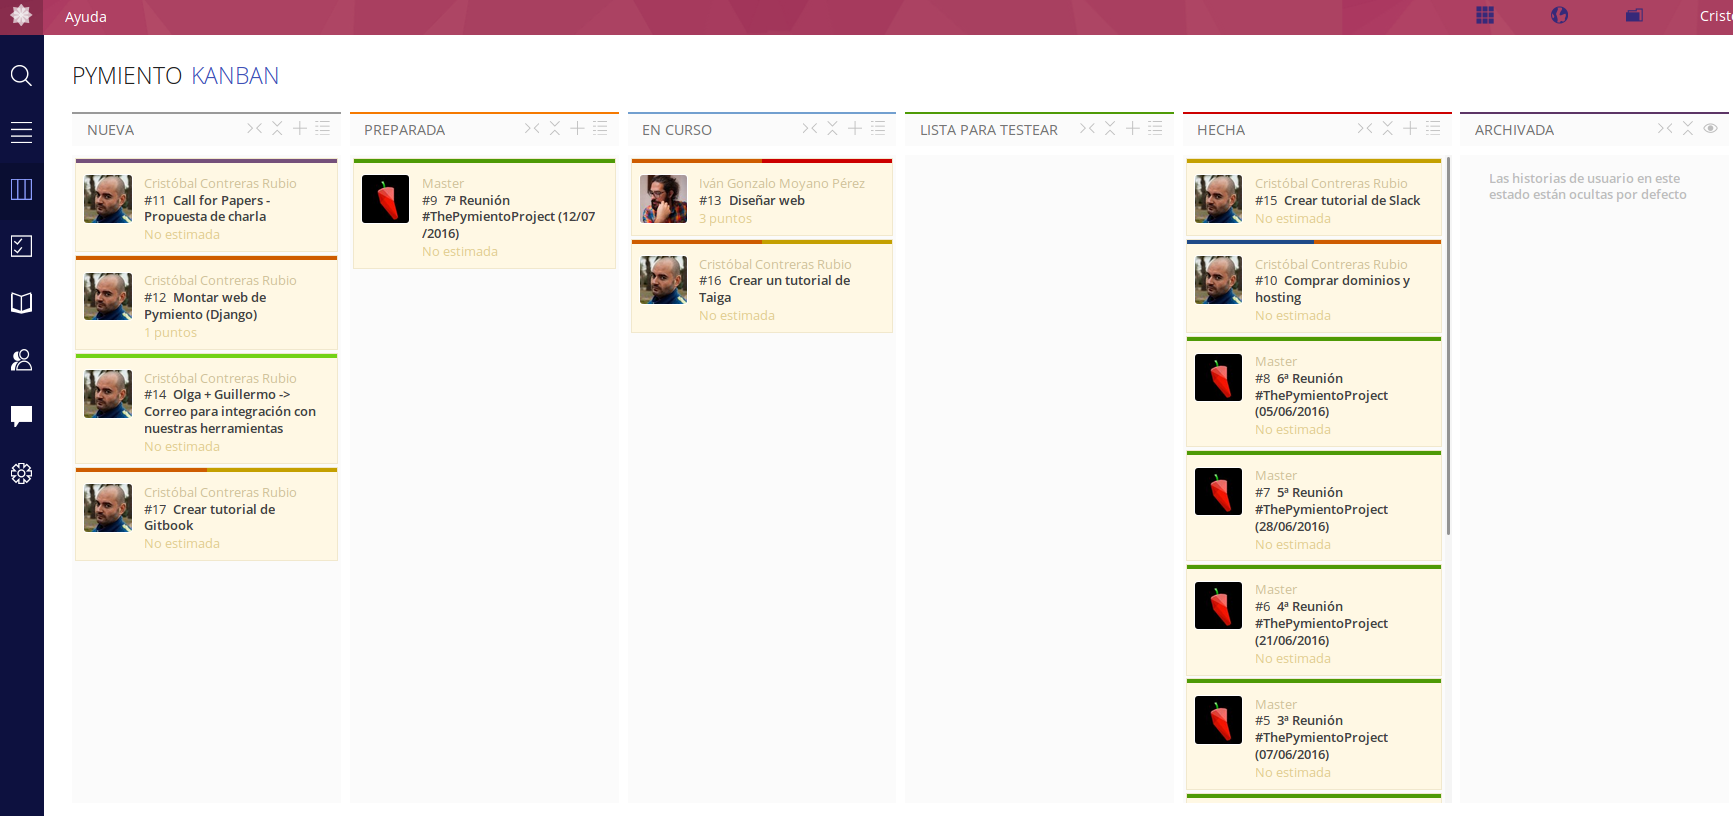 Ayuda
PYMIENTO KANBAN
NUEVA
Cristóbal Contreras Rubio
#11 Call for Papers -
Propuesta de charla
No estimada
Cristóbal Contreras Rubio
#12 Montar web de
Pymiento (Django)
1 puntos
Cristóbal Contreras Rubio
#14 Olga + Guillermo ->
Correo para integración con
nuestras herramientas
No estimada
Cristóbal Contreras Rubio
#17 Crear tutorial de
Gitbook
No estimada
PREPARADA
Master
#9 7ª Reunión
#ThePymientoProject (12/07
/2016)
No estimada
EN CURSO
Iván Gonzalo Moyano Pérez
#13 Diseñar web
3 puntos
Cristóbal Contreras Rubio
#16 Crear un tutorial de
Taiga
No estimada
LISTA PARA TESTEAR
HECHA
Cristóbal Contreras Rubio
#15 Crear tutorial de Slack
No estimada
Cristóbal Contreras Rubio
#10 Comprar dominios y
hosting
No estimada
Master
#8 6ª Reunión
#ThePymientoProject
(05/06/2016)
No estimada
Master
#7 5ª Reunión
#ThePymientoProject
(28/06/2016)
No estimada
Master
#6 4ª Reunión
#ThePymientoProject
(21/06/2016)
No estimada
Master
#5 3ª Reunión
#ThePymientoProject
(07/06/2016)
No estimada
ARCHIVADA
Las historias de usuario en este
estado están ocultas por defecto